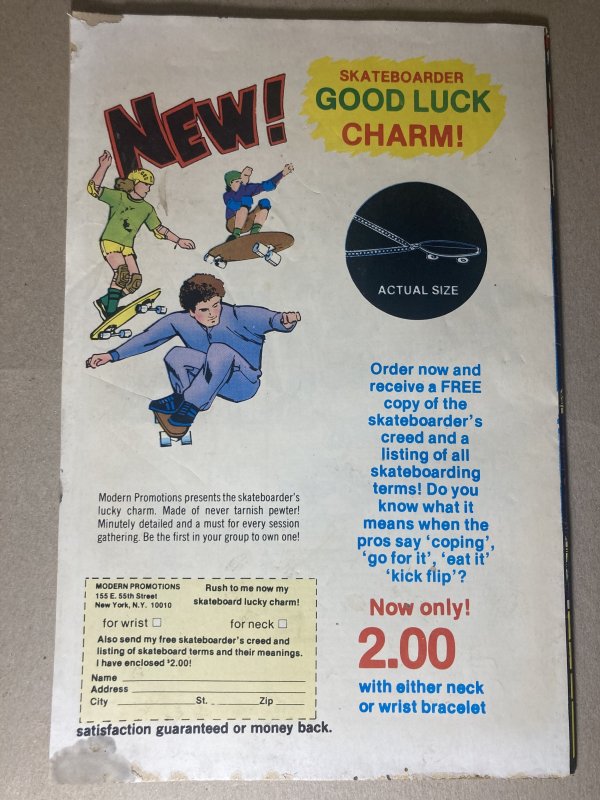 NEW!
SKATEBOARDER
GOOD LUCK
CHARM!
ACTUAL SIZE
Order now and
receive a FREE
copy of the
skateboarder's
creed and a
listing of all
skateboarding
terms! Do you
know what it
means when the
pros say 'coping',
'go for it', 'eat it'
'kick flip'?
Now only!
2.00
with either neck
or wrist bracelet
Modern Promotions presents the skateboarder's
lucky charm. Made of never tarnish pewter!
Minutely detailed and a must for every session
gathering. Be the first in your group to own one!
MODERN PROMOTIONS
155 E. 55th Street
New York, N.Y. 10010
Rush to me now my
skateboard lucky charm!
for wrist □ for neck □
Also send my free skateboarder's creed and
listing of skateboard terms and their meanings.
I have enclosed $2.00!
Name
Address
City St. Zip
satisfaction guaranteed or money back.